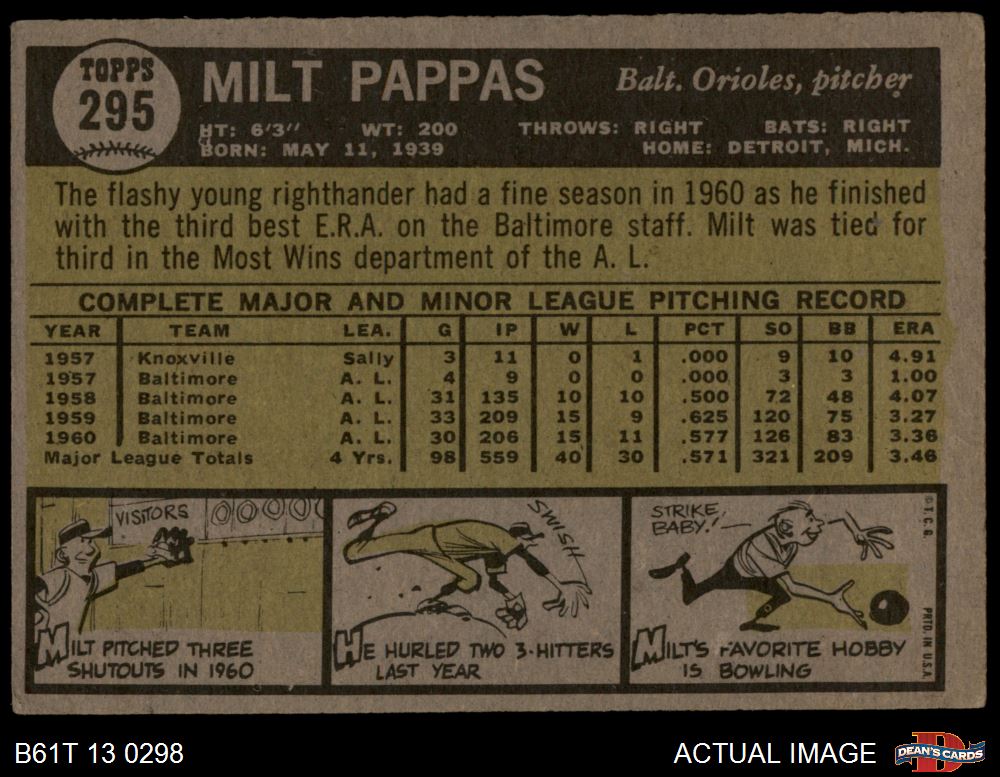 TOPPS
295
MILT PAPPAS
Balt. Orioles, pitcher
HT: 6'3" WT: 200 THROWS: RIGHT BATS: RIGHT
BORN: MAY 11, 1939 HOME: DETROIT, MICH.
The flashy young righthander had a fine season in 1960 as he finished
with the third best E.R.A. on the Baltimore staff. Milt was tied for
third in the Most Wins department of the A. L.
COMPLETE MAJOR AND MINOR LEAGUE PITCHING RECORD
YEAR TEAM LEA. G IP W L PCT SO BB ERA
1957 Knoxville Sally 3 11 0 1 .000 9 10 4.91
1957 Baltimore A. L. 4 9 0 0 .000 3 3 1.00
1958 Baltimore A. L. 31 135 10 10 .500 72 48 4.07
1959 Baltimore A. L. 33 209 15 9 .625 120 75 3.27
1960 Baltimore A. L. 30 206 15 11 .577 126 83 3.36
Major League Totals 4 Yrs. 98 559 40 30 .571 321 209 3.46
VISITORS 00000
MILT PITCHED THREE
SHUTOUTS IN 1960
SWISH
HE HURLED TWO 3-HITTERS
LAST YEAR
STRIKE,
BABY!
MILT'S FAVORITE HOBBY
IS BOWLING
© T. C. G.
PRTD. IN U.S.A.
B61T 13 0298
ACTUAL IMAGE
DEAN'S CARDS